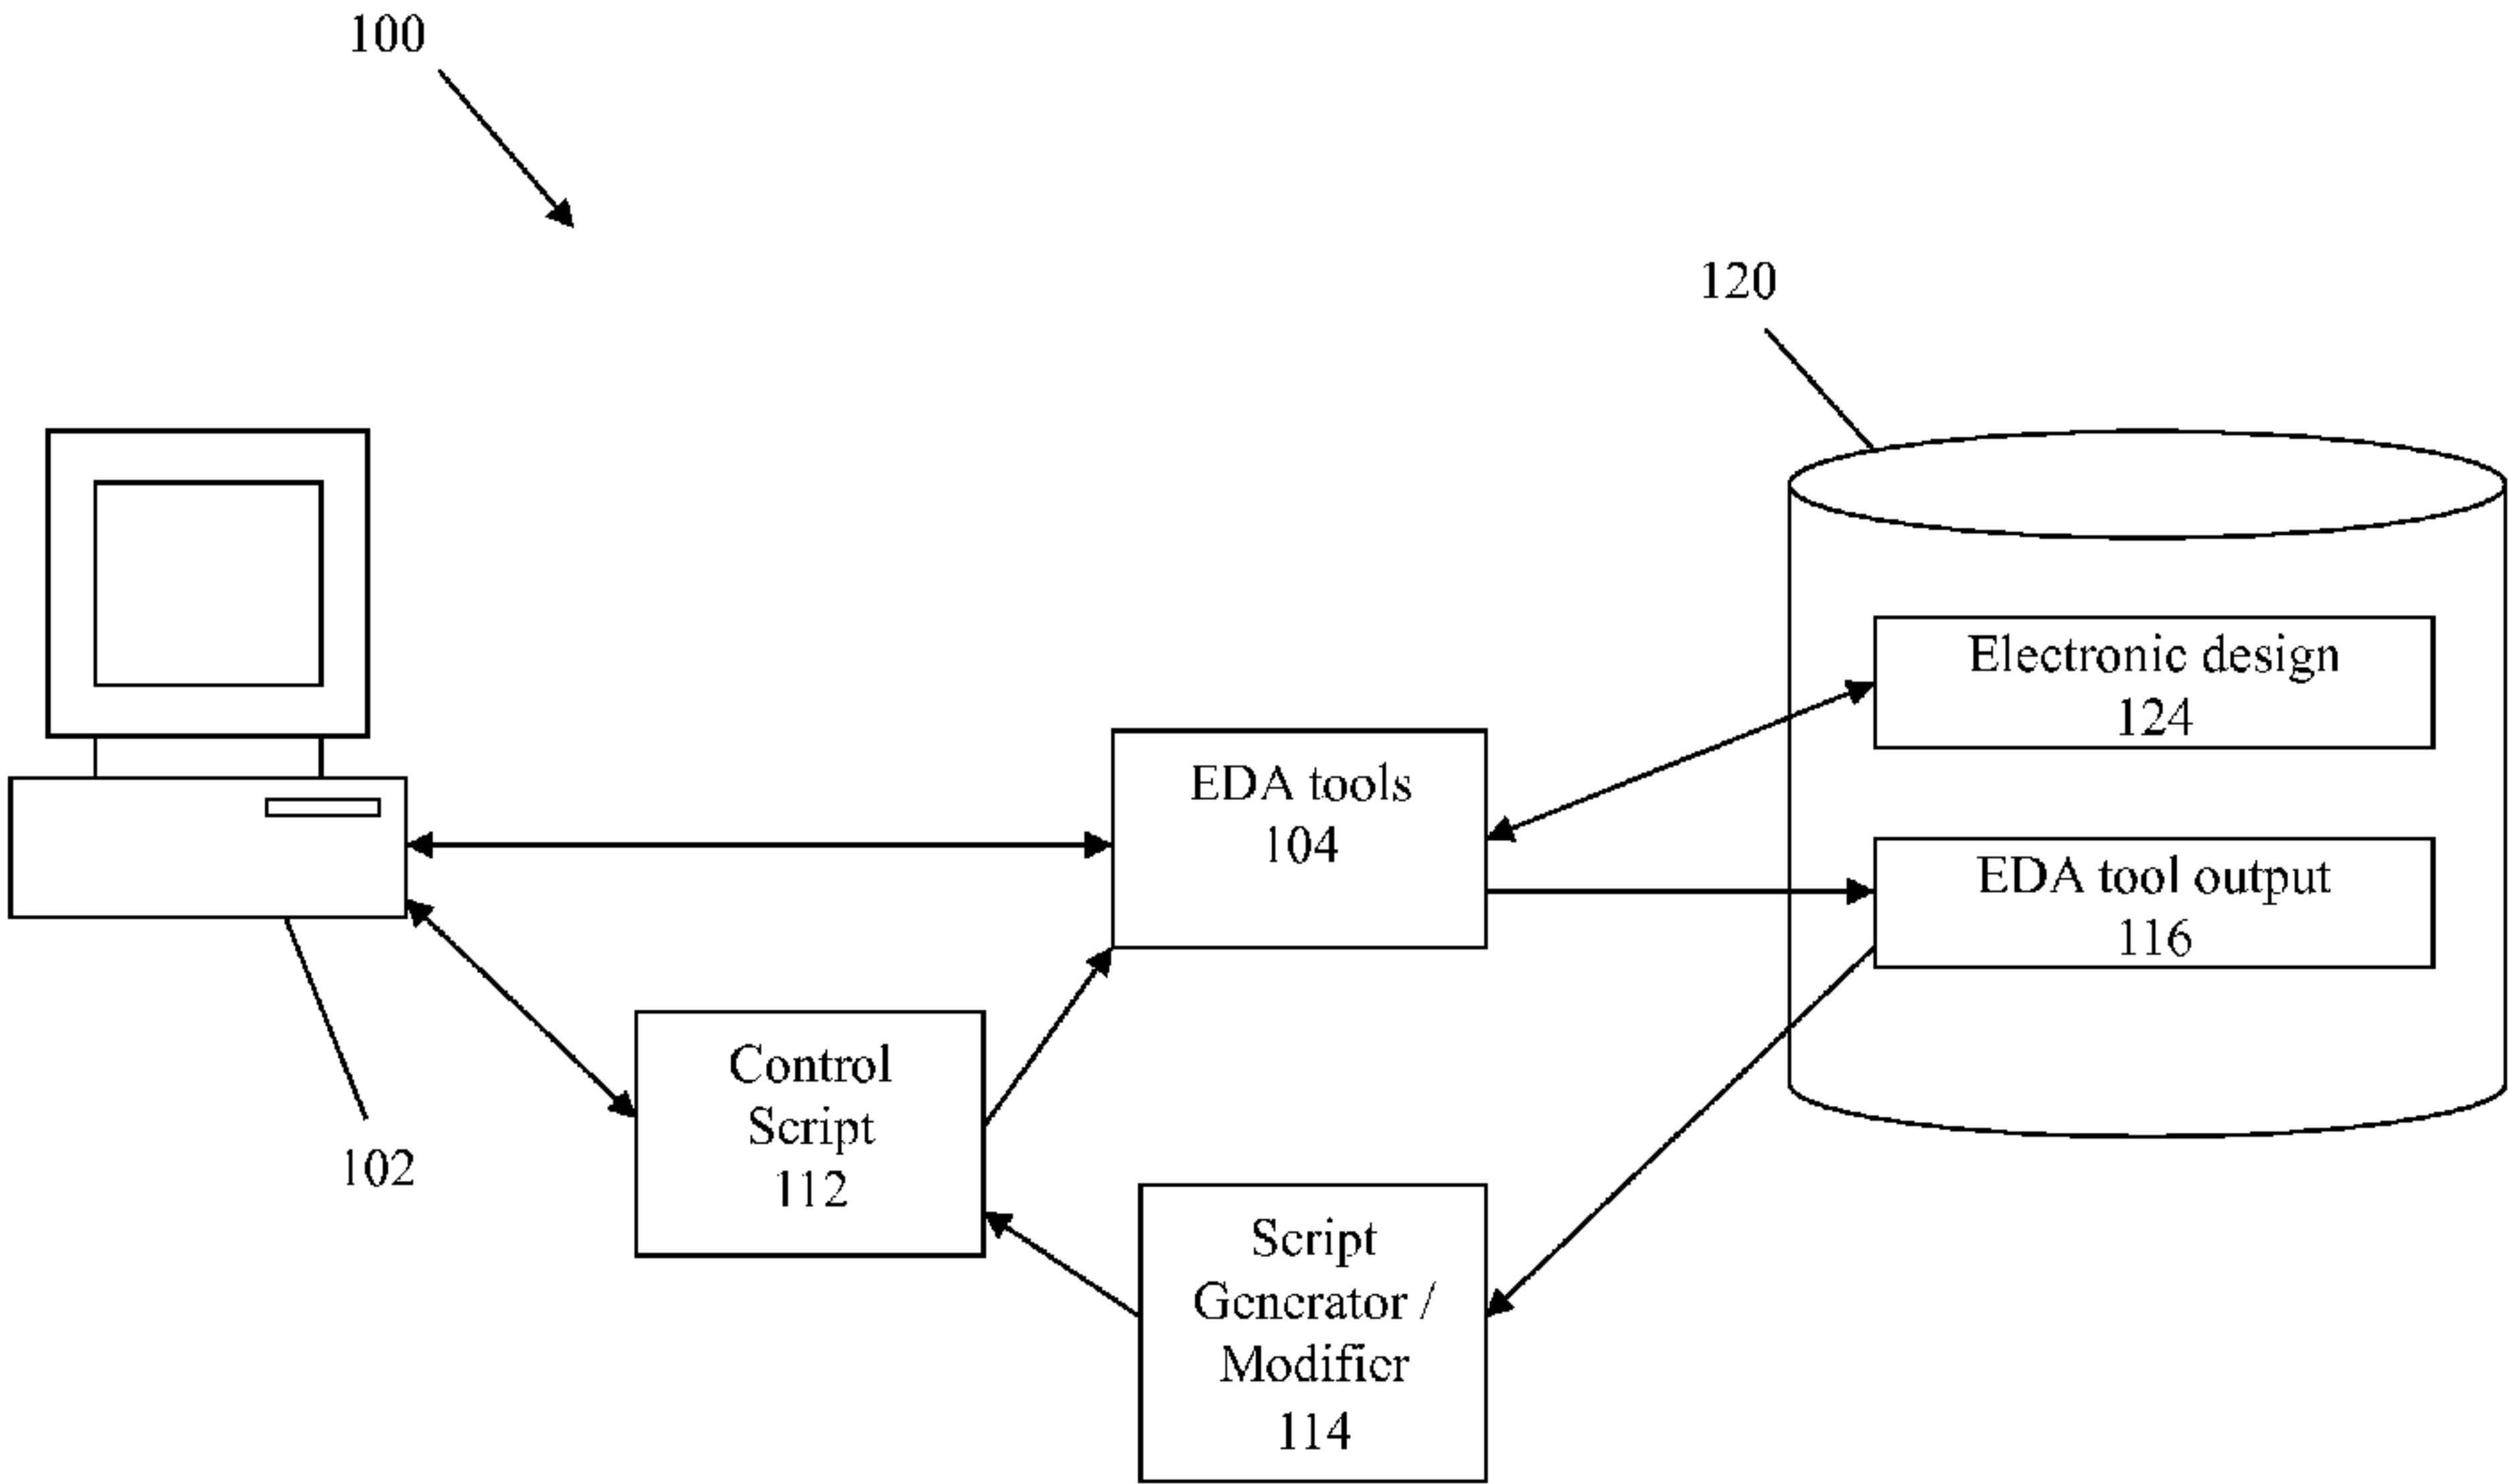 100
120
Electronic design
124
EDA tools
104
EDA tool output
116
Control
Script
112
102
Script
Generator /
Modifier
114